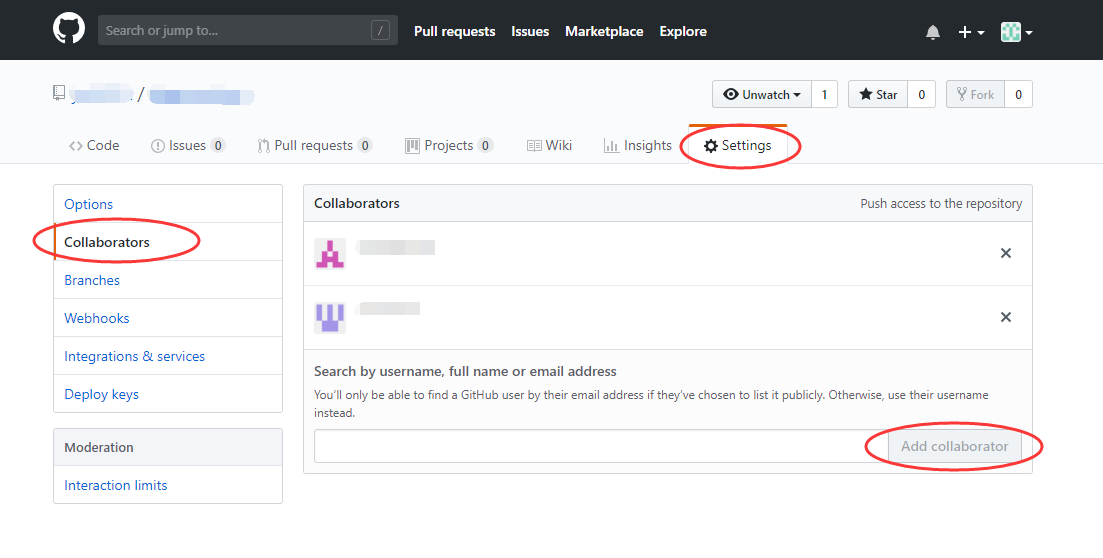 Search or jump to... / Pull requests Issues Marketplace Explore
/
Unwatch 1 Star 0 Fork 0
Code Issues 0 Pull requests 0 Projects 0 Wiki Insights Settings
Options
Collaborators
Branches
Webhooks
Integrations & services
Deploy keys
Moderation
Interaction limits
Collaborators Push access to the repository
Search by username, full name or email address
You'll only be able to find a GitHub user by their email address if they've chosen to list it publicly. Otherwise, use their username
instead.
Add collaborator